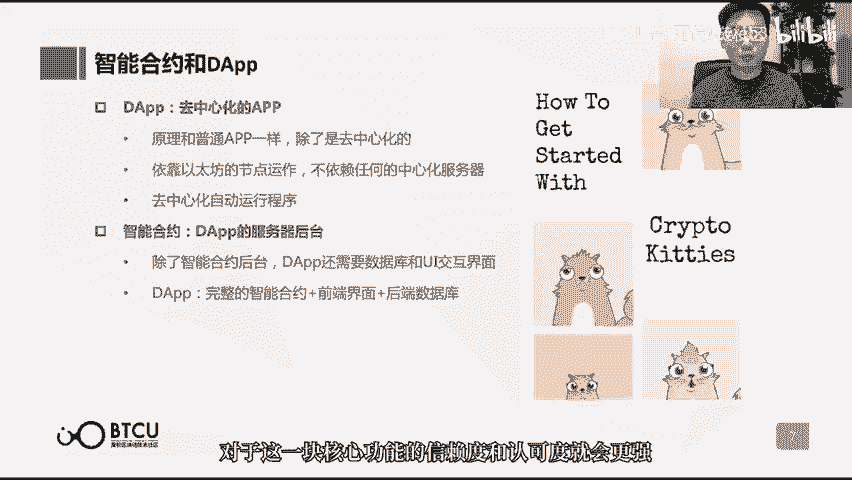 智能合约和DApp
DApp：去中心化的APP
原理和普通APP一样，除了是去中心化的
依靠以太坊的节点运作，不依赖任何的中心化服务器
去中心化自动运行程序
智能合约：DApp的服务器后台
除了智能合约后台，DApp还需要数据库和UI交互界面
DApp：完整的智能合约+前端界面+后端数据库
How To
Get
Started
With
Crypto
Kitties
bilibili
BTCU
对于这一块核心功能的信赖度和认可度就会更强